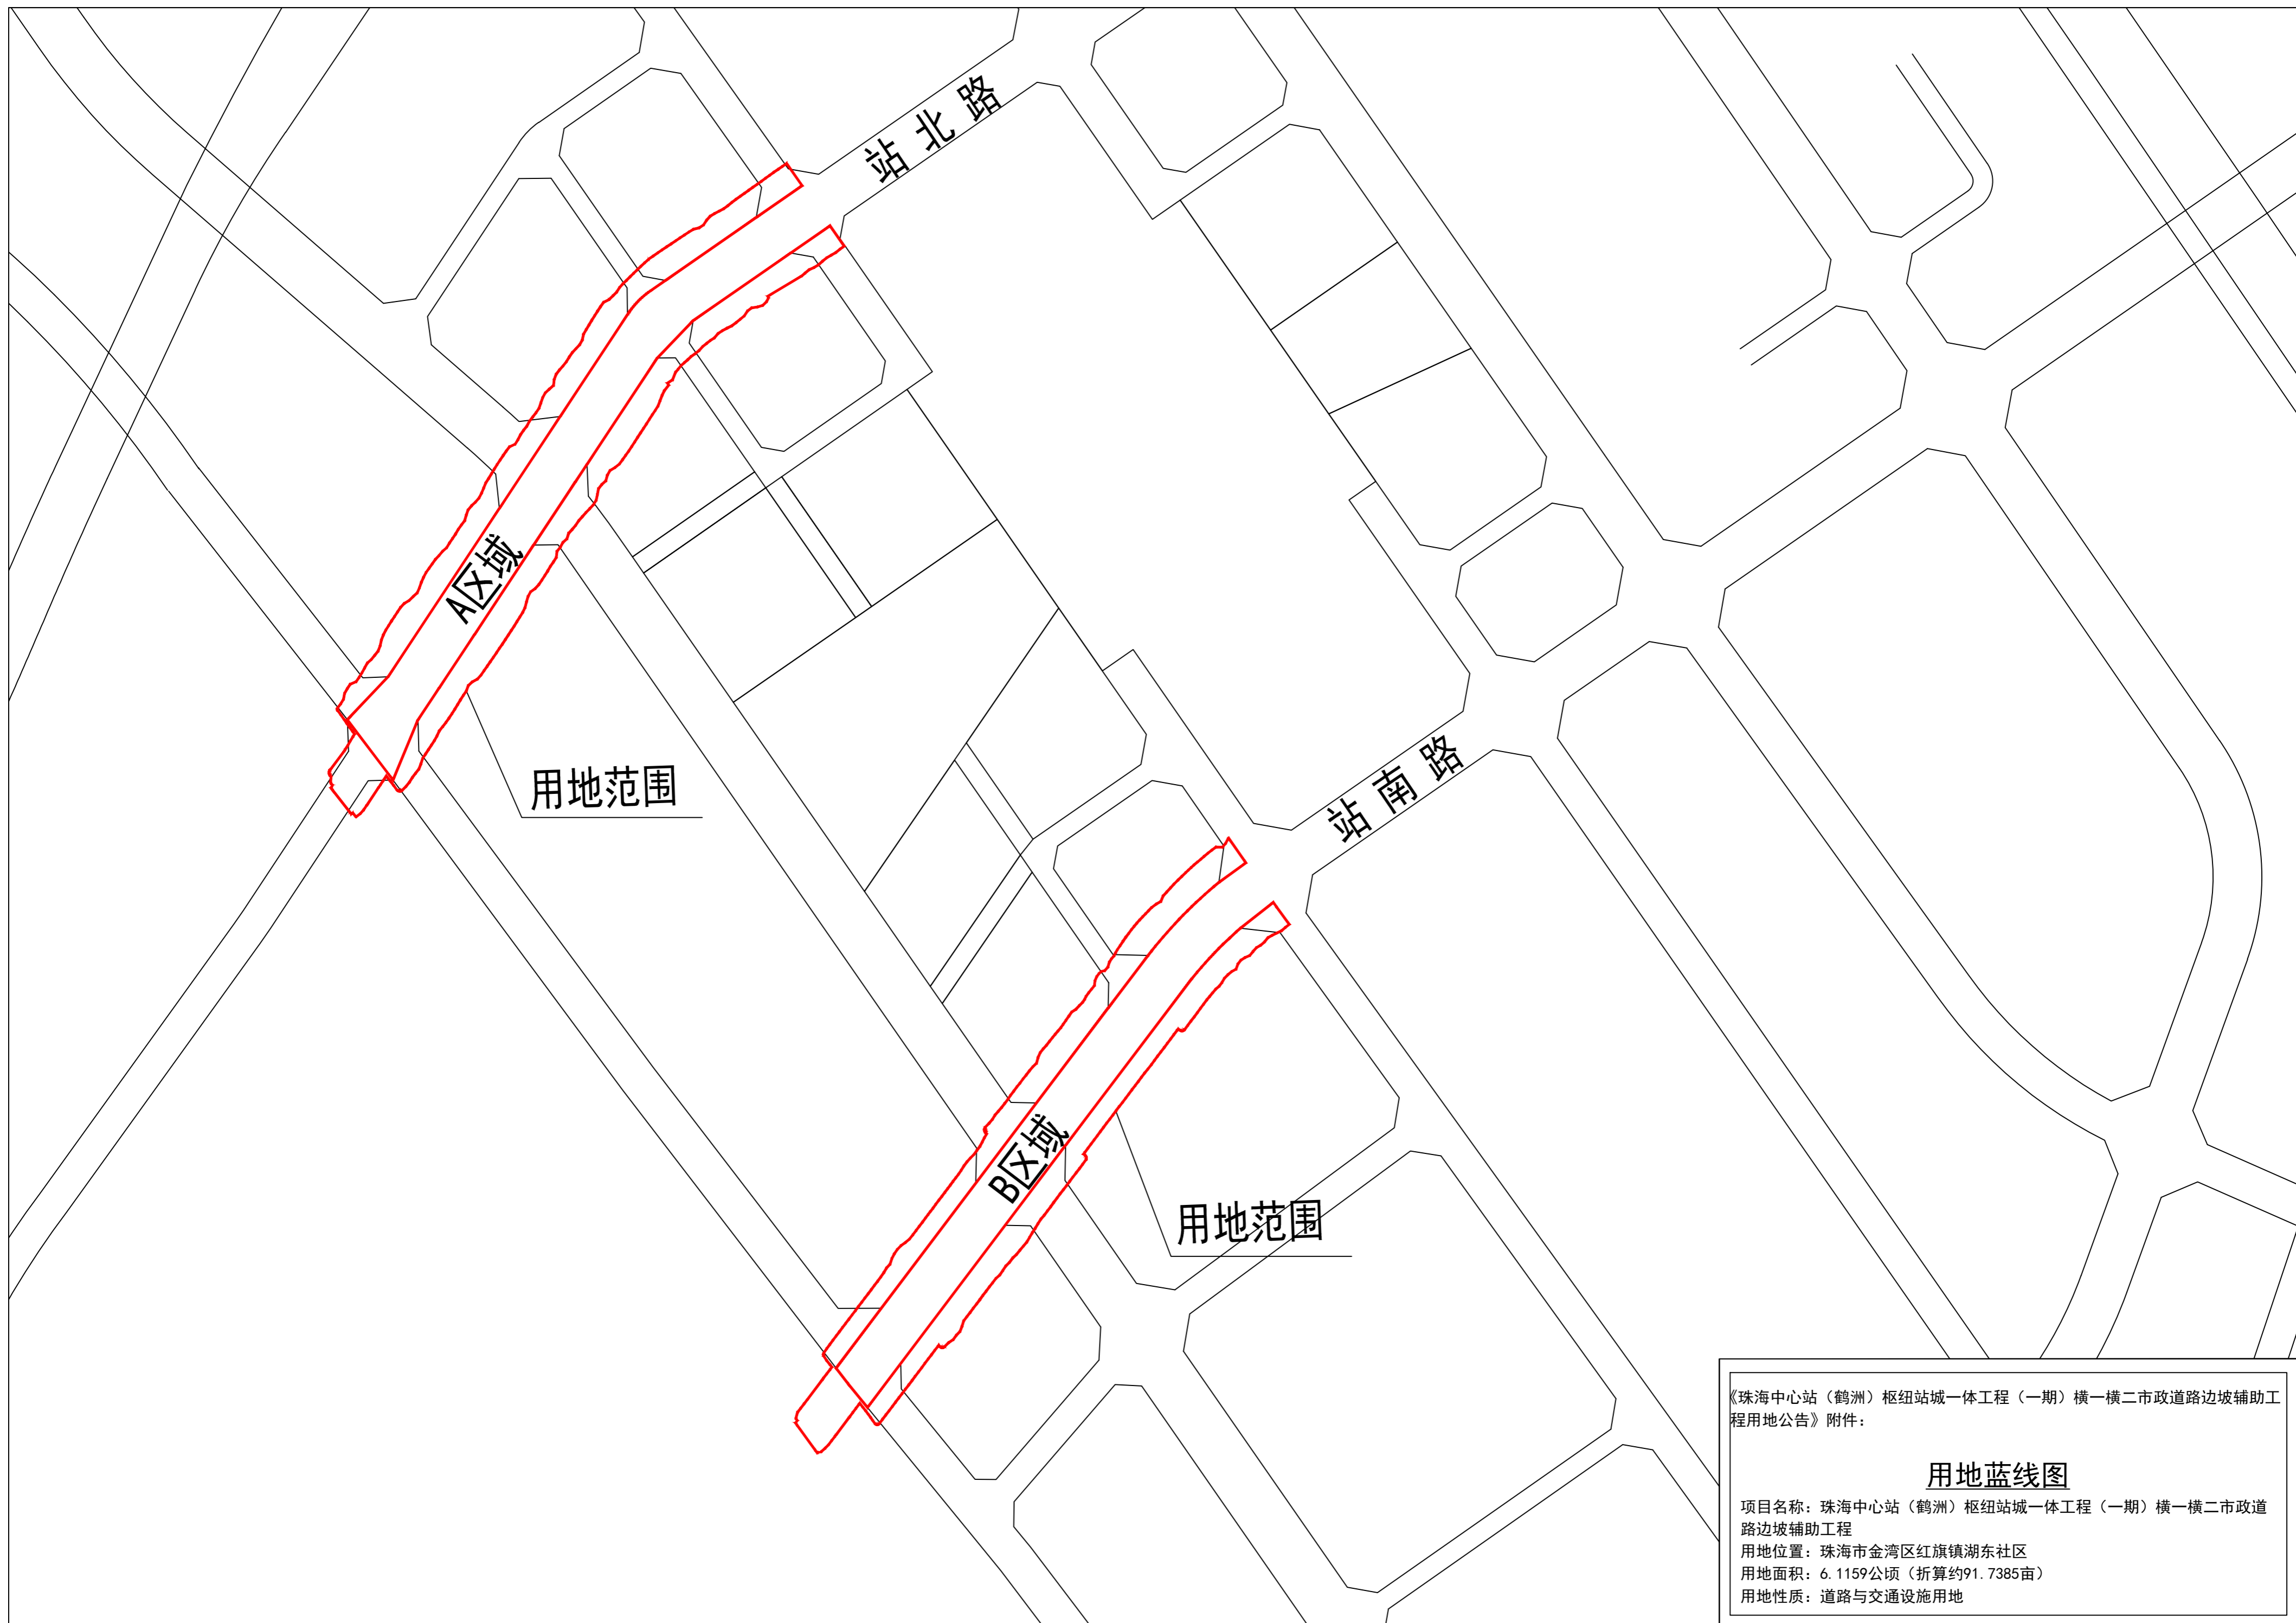 站北路
A区域
用地范围
站南路
B区域
用地范围
《珠海中心站（鹤洲）枢纽站城一体工程（一期）横一横二市政道路边坡辅助工
程用地公告》附件：
用地蓝线图
项目名称：珠海中心站（鹤洲）枢纽站城一体工程（一期）横一横二市政道
路边坡辅助工程
用地位置：珠海市金湾区红旗镇湖东社区
用地面积：6.1159公顷（折算约91.7385亩）
用地性质：道路与交通设施用地